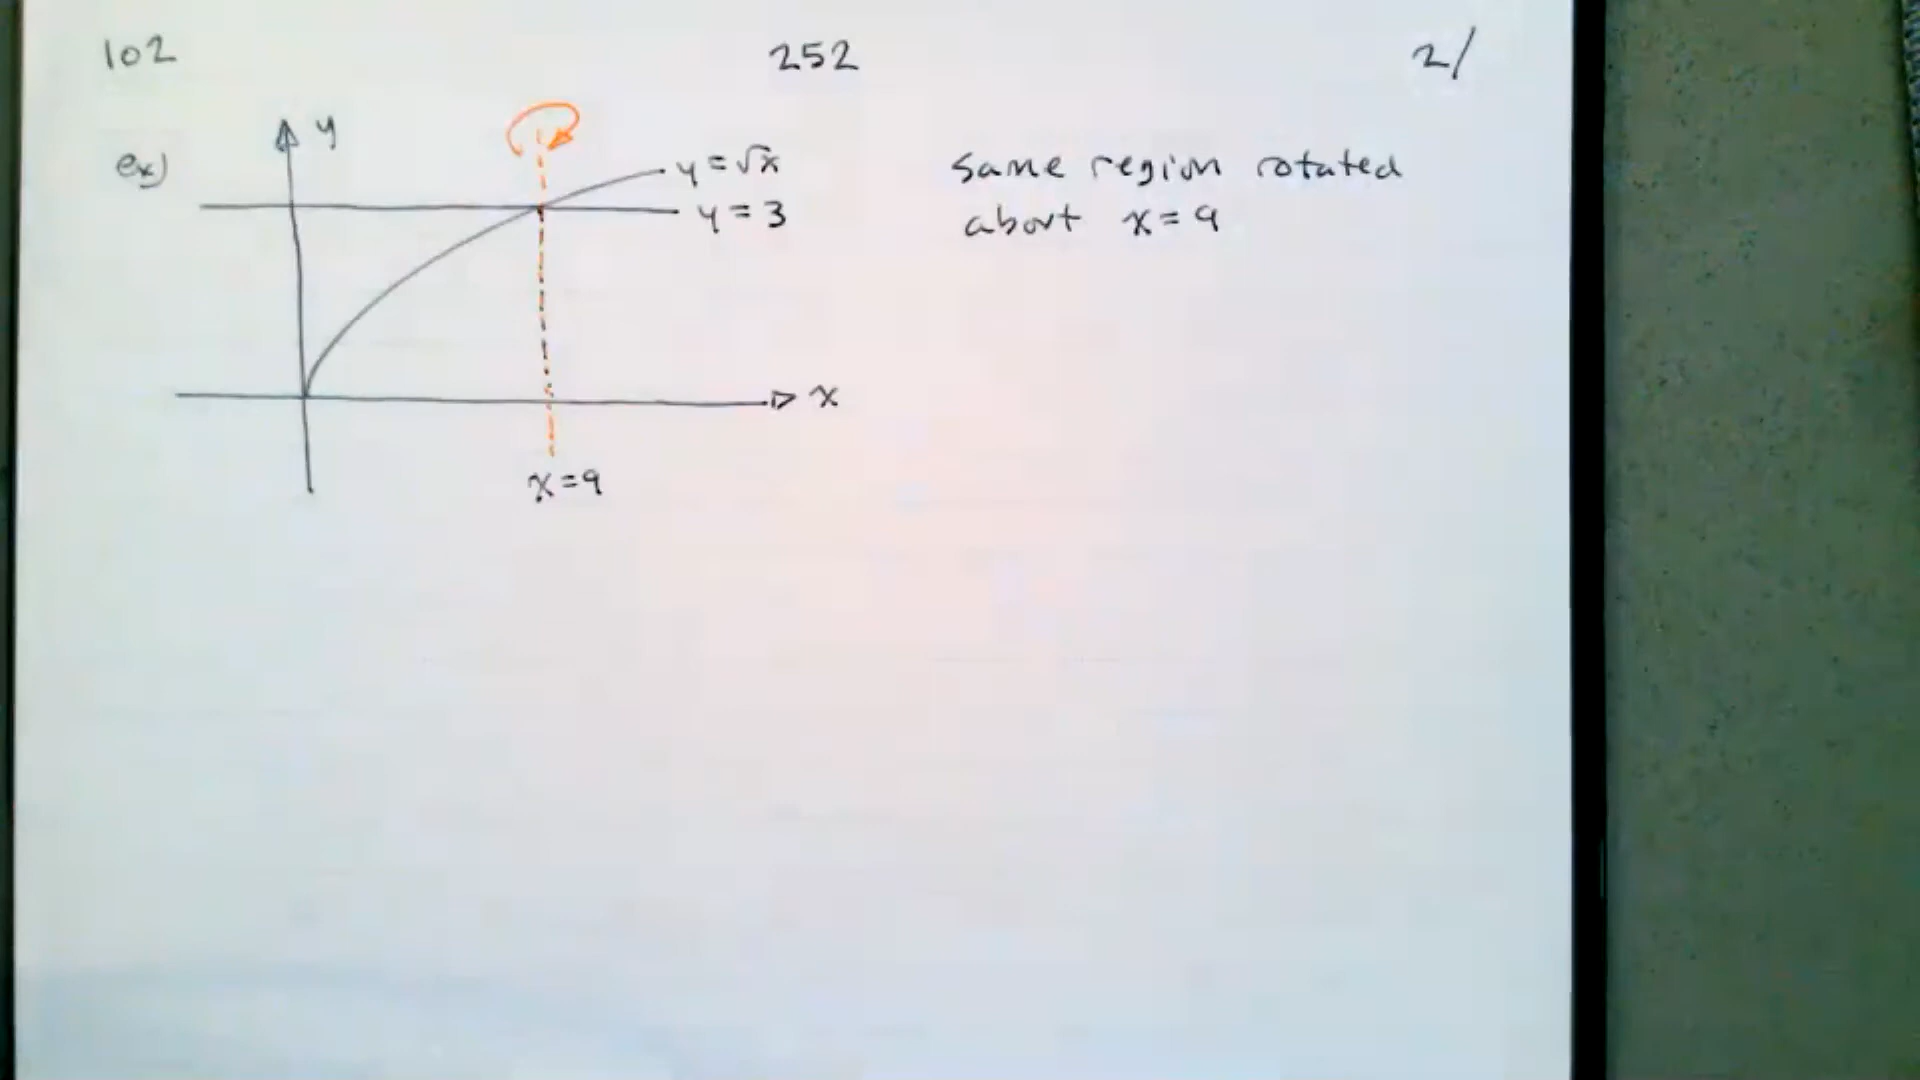 102 252 2/
ex) y
y = √x
y = 3
x
x = 9
same region rotated
about x = 9